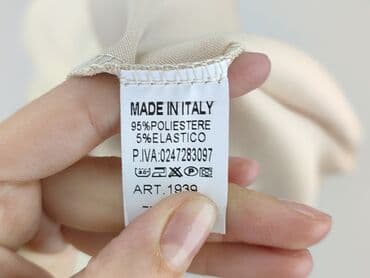 MADE IN ITALY
95%POLIESTERE
5%ELASTICO
P.IVA:0247283097
ART.1939